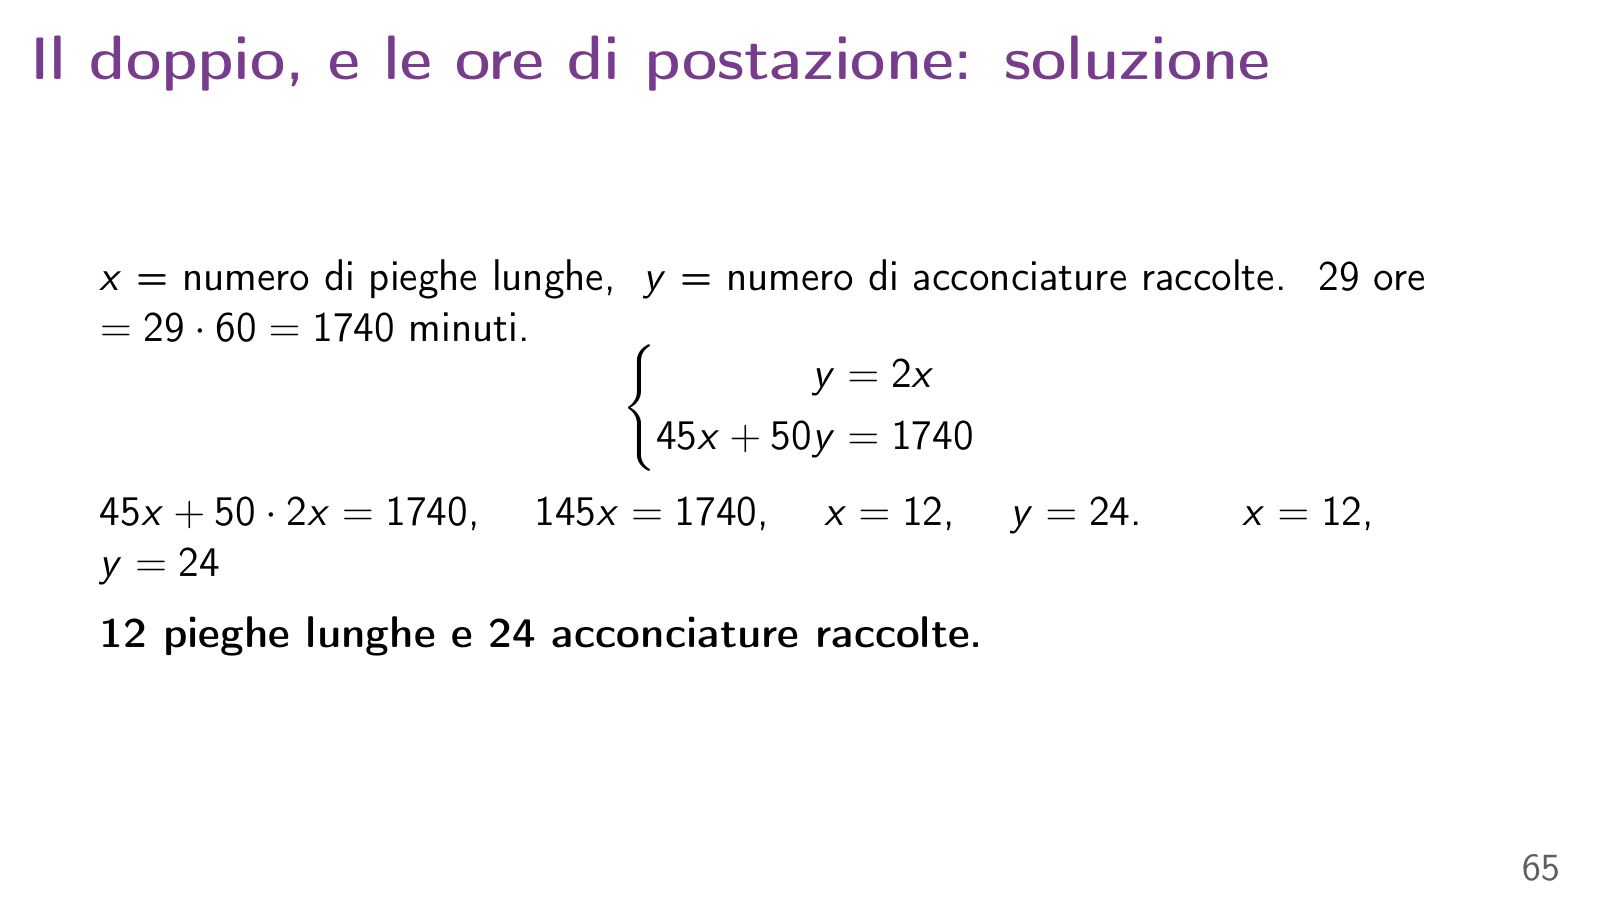 Il doppio, e le ore di postazione: soluzione
x = numero di pieghe lunghe, y = numero di acconciature raccolte. 29 ore
= 29 · 60 = 1740 minuti.
y = 2x
45x + 50y = 1740
45x + 50 · 2x = 1740, 145x = 1740, x = 12, y = 24. x = 12,
y = 24
12 pieghe lunghe e 24 acconciature raccolte.
65